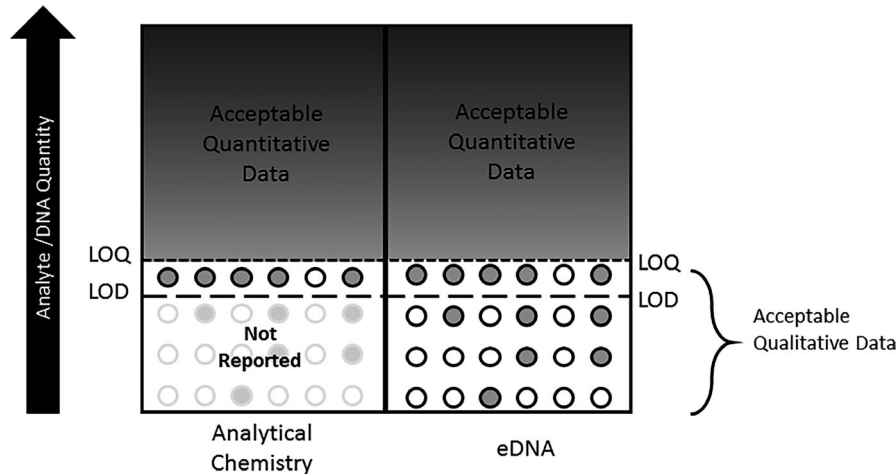 Analyte /DNA Quantity
Acceptable
Quantitative
Data
Acceptable
Quantitative
Data
LOQ
LOQ
LOD
LOD
Not
Reported
Acceptable
Qualitative Data
Analytical
Chemistry
eDNA